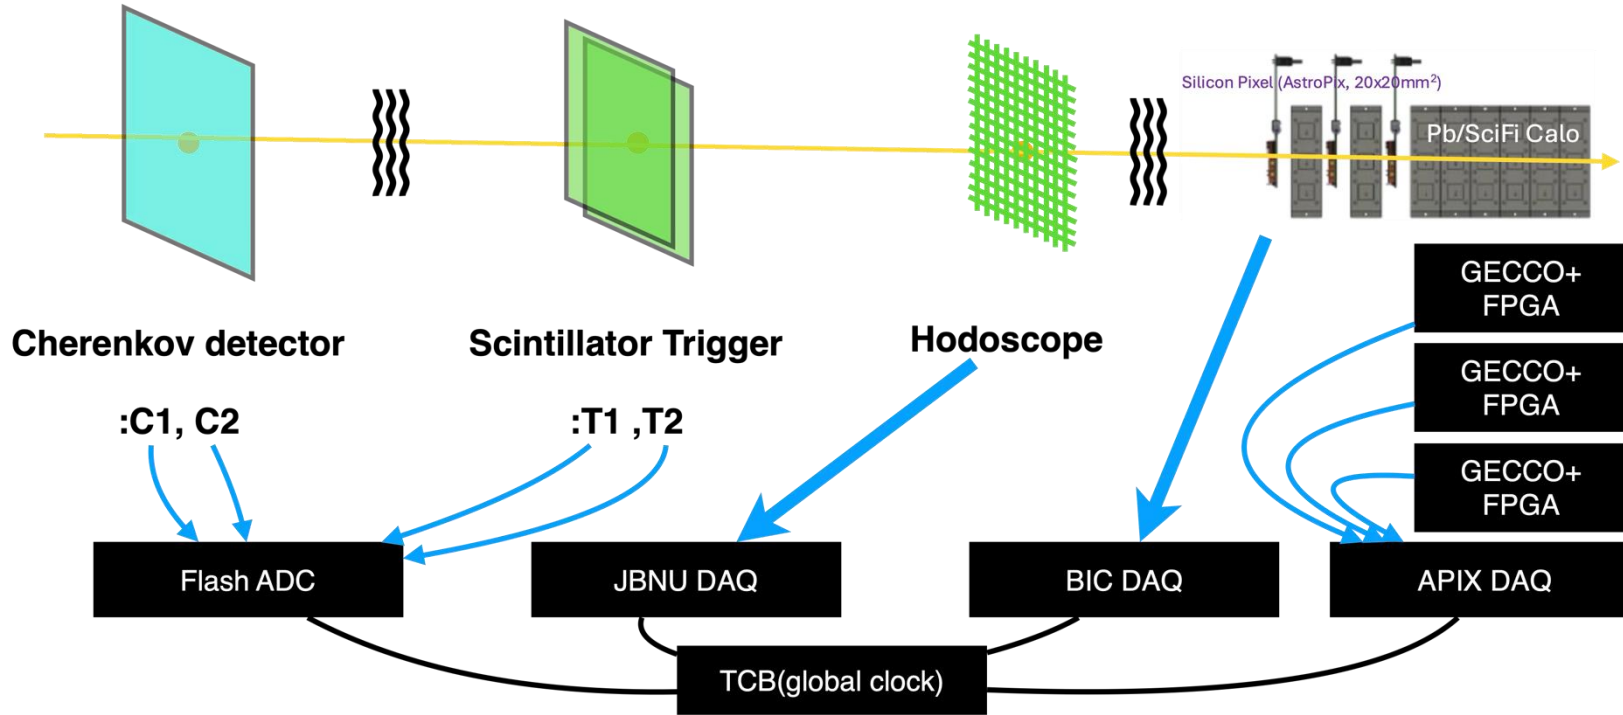 Silicon Pixel (AstroPix, 20x20mm²)
Pb/SciFi Calo
GECCO+
FPGA
Cherenkov detector
Scintillator Trigger
Hodoscope
GECCO+
FPGA
:C1, C2
:T1 ,T2
GECCO+
FPGA
Flash ADC
JBNU DAQ
BIC DAQ
APIX DAQ
TCB(global clock)